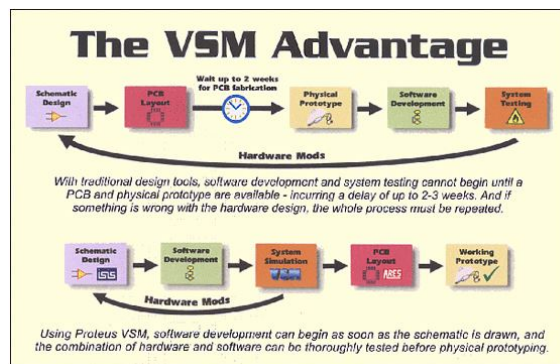 The VSM Advantage
Wait up to 2 weeks
for PCB fabrication
Schematic
Design
PCB
Layout
Physical
Prototype
Software
Development
System
Testing
Hardware Mods
With traditional design tools, software development and system testing cannot begin until a
PCB and physical prototype are available - incurring a delay of up to 2-3 weeks. And if
something is wrong with the hardware design, the whole process must be repeated.
Schematic
Design
ISIS
Software
Development
System
Simulation
VSM
PCB
Layout
ARES
Working
Prototype
Hardware Mods
Using Proteus VSM, software development can begin as soon as the schematic is drawn, and
the combination of hardware and software can be thoroughly tested before physical prototyping